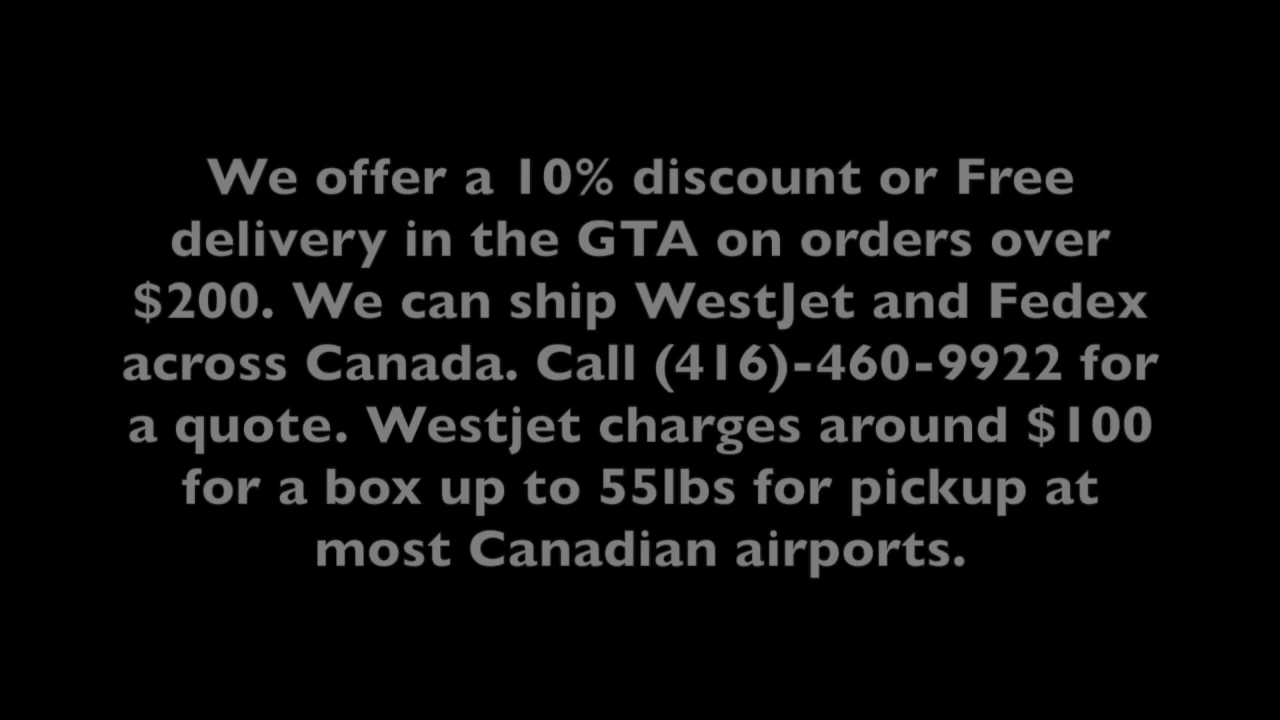 We offer a 10% discount or Free
delivery in the GTA on orders over
$200. We can ship WestJet and Fedex
across Canada. Call (416)-460-9922 for
a quote. Westjet charges around $100
for a box up to 55lbs for pickup at
most Canadian airports.